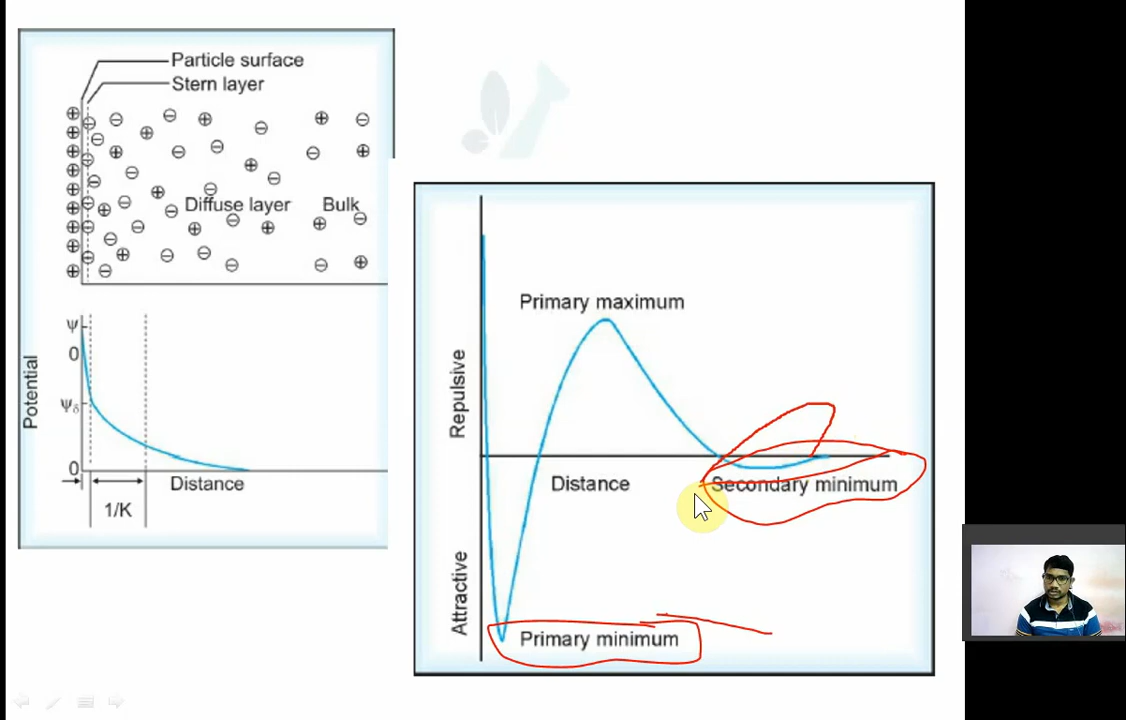 Particle surface
Stern layer
Diffuse layer
Bulk
Potential
Ψ
0
Ψδ
0
Distance
1/K
Primary maximum
Repulsive
Distance
Secondary minimum
Attractive
Primary minimum